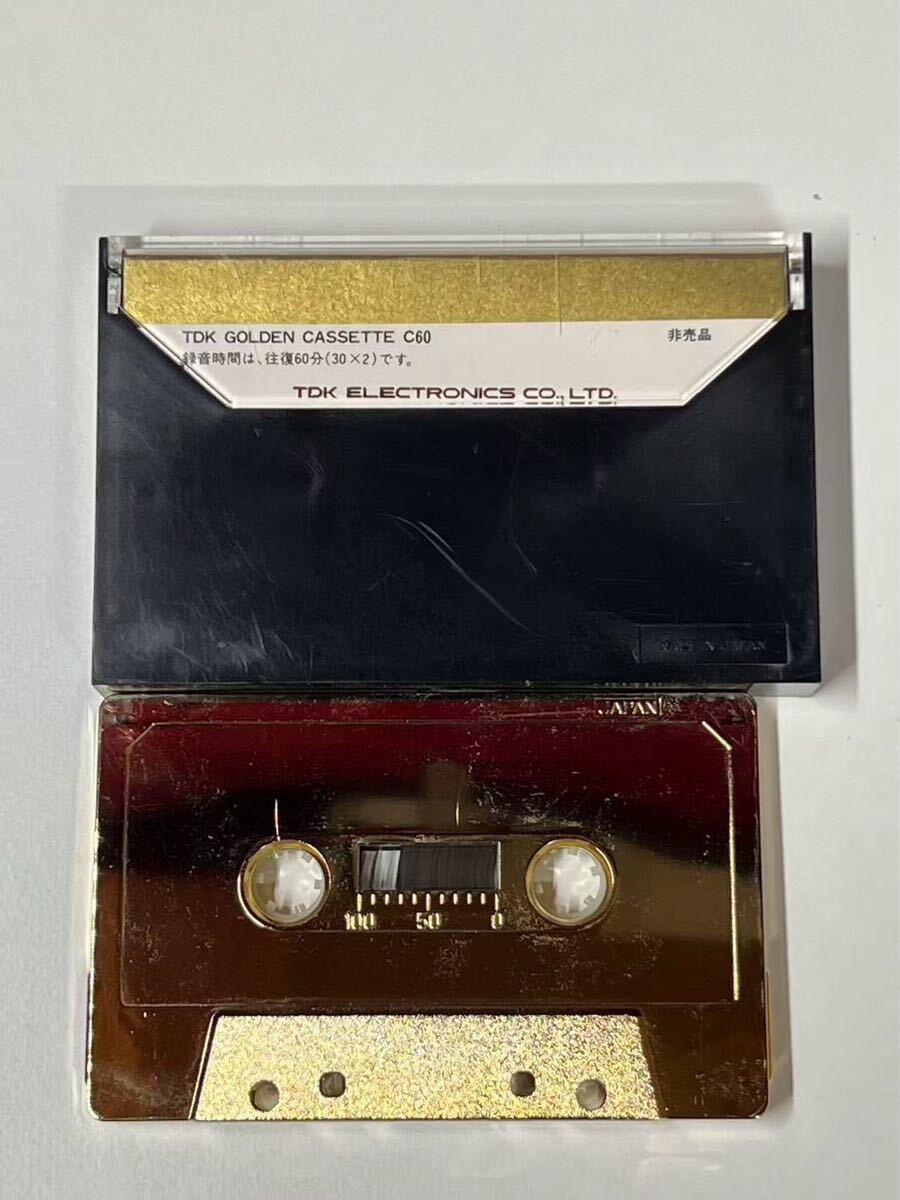 TDK GOLDEN CASSETTE C60 非売品
録音時間は、往復60分(30×2)です。
TDK ELECTRONICS CO., LTD.
MADE IN JAPAN
JAPAN
100 50 0